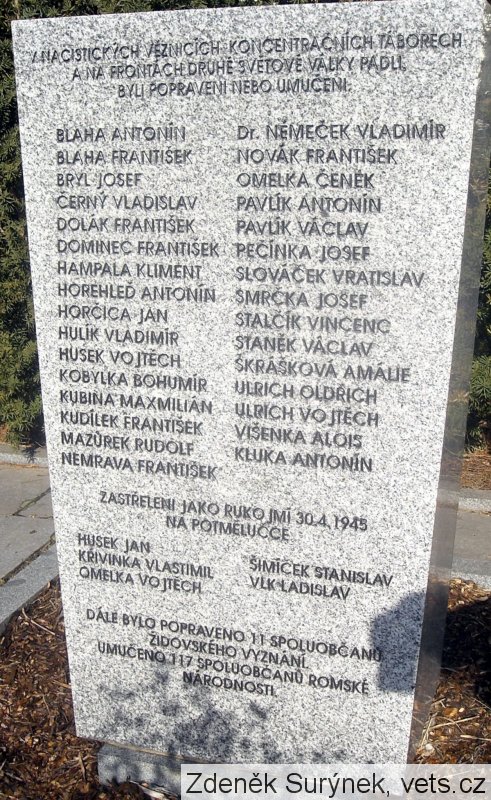 V NACISTICKÝCH VĚZNICÍCH, KONCENTRAČNÍCH TÁBORECH
A NA FRONTÁCH DRUHÉ SVĚTOVÉ VÁLKY PADLI,
BYLI POPRAVENI NEBO UMUČENI:
BLAHA ANTONÍN
BLAHA FRANTIŠEK
BRYL JOSEF
ČERNÝ VLADISLAV
DOLÁK FRANTIŠEK
DOMINEC FRANTIŠEK
HAMPALA KLIMENT
HOREHLEĎ ANTONÍN
HORČICA JAN
HULÍK VLADIMÍR
HUSEK VOJTĚCH
KOBYLKA BOHUMÍR
KUBINA MAXMILIÁN
KUDÍLEK FRANTIŠEK
MAZŮREK RUDOLF
NEMRAVA FRANTIŠEK
Dr. NĚMEČEK VLADIMÍR
NOVÁK FRANTIŠEK
OMELKA ČENĚK
PAVLÍK ANTONÍN
PAVLÍK VÁCLAV
PEČÍNKA JOSEF
SLOVÁČEK VRATISLAV
SMRČKA JOSEF
STALČÍK VINCENC
STANĚK VÁCLAV
ŠKRÁŠKOVÁ AMÁLIE
ULRICH OLDŘICH
ULRICH VOJTĚCH
VIŠENKA ALOIS
KLUKA ANTONÍN
ZASTŘELENI JAKO RUKOJMÍ 30.4.1945
NA POTMĚLUČCE
HUSEK JAN
KŘIVINKA VLASTIMIL
OMELKA VOJTĚCH
ŠIMÍČEK STANISLAV
VLK LADISLAV
DÁLE BYLO POPRAVENO 11 SPOLUOBČANŮ
ŽIDOVSKÉHO VYZNÁNÍ.
UMUČENO 117 SPOLUOBČANŮ ROMSKÉ
NÁRODNOSTI.
Zdeněk Surýnek, vets.cz